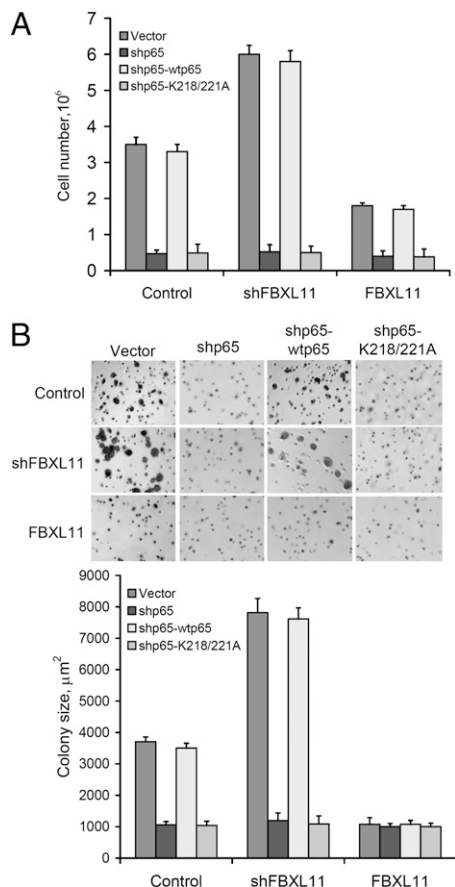 A
Vector
shp65
shp65-wtp65
shp65-K218/221A
Cell number,10⁶
6
5
4
3
2
1
0
Control
shFBXL11
FBXL11
B
Vector
shp65
shp65-
wtp65
shp65-
K218/221A
Control
shFBXL11
FBXL11
Vector
shp65
shp65-wtp65
shp65-K218/221A
Colony size, µm²
9000
8000
7000
6000
5000
4000
3000
2000
1000
0
Control
shFBXL11
FBXL11